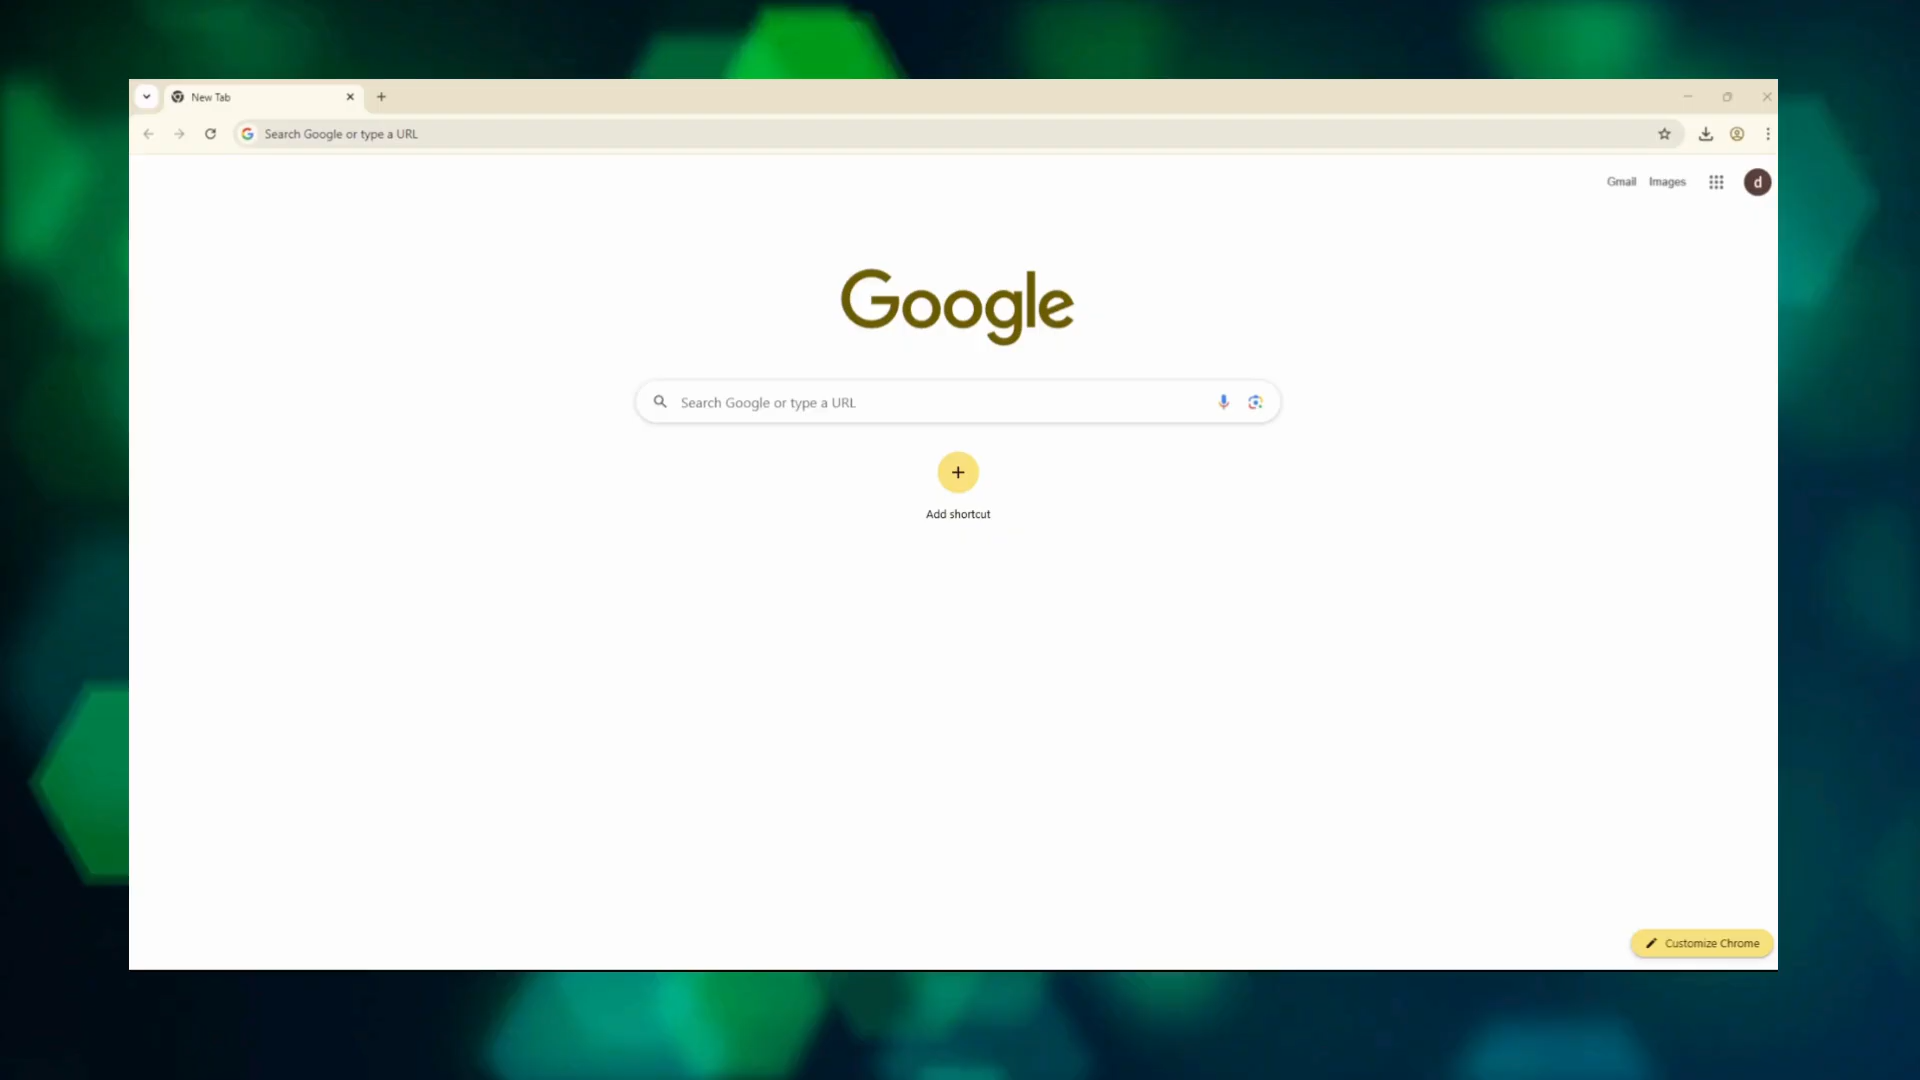 New Tab
Search Google or type a URL
Gmail Images
d
Google
Search Google or type a URL
Add shortcut
Customize Chrome